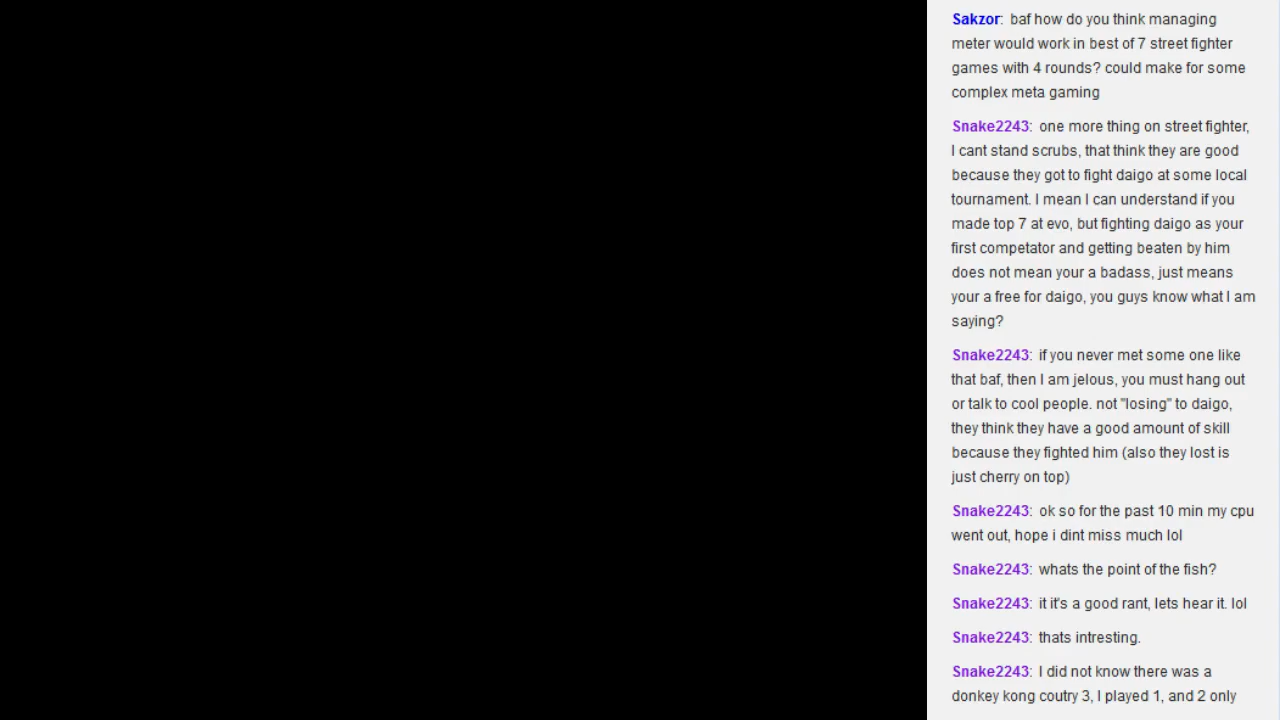 Sakzor: baf how do you think managing
meter would work in best of 7 street fighter
games with 4 rounds? could make for some
complex meta gaming
Snake2243: one more thing on street fighter,
I cant stand scrubs, that think they are good
because they got to fight daigo at some local
tournament. I mean I can understand if you
made top 7 at evo, but fighting daigo as your
first competator and getting beaten by him
does not mean your a badass, just means
your a free for daigo, you guys know what I am
saying?
Snake2243: if you never met some one like
that baf, then I am jelous, you must hang out
or talk to cool people. not "losing" to daigo,
they think they have a good amount of skill
because they fighted him (also they lost is
just cherry on top)
Snake2243: ok so for the past 10 min my cpu
went out, hope i dint miss much lol
Snake2243: whats the point of the fish?
Snake2243: it it's a good rant, lets hear it. lol
Snake2243: thats intresting.
Snake2243: I did not know there was a
donkey kong coutry 3, I played 1, and 2 only